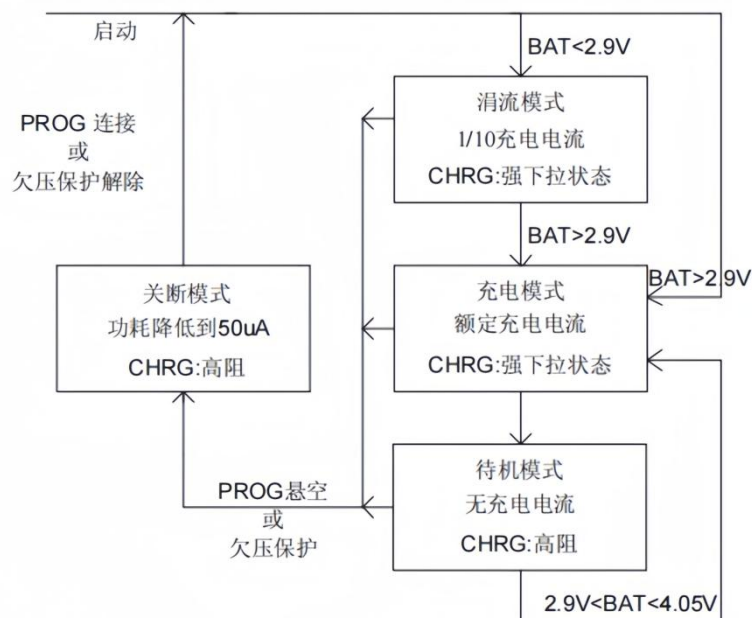 启动
BAT<2.9V
PROG 连接
或
欠压保护解除
涓流模式
1/10充电电流
CHRG:强下拉状态
BAT>2.9V
BAT>2.9V
关断模式
功耗降低到50uA
CHRG:高阻
充电模式
额定充电电流
CHRG:强下拉状态
PROG悬空
或
欠压保护
待机模式
无充电电流
CHRG:高阻
2.9V<BAT<4.05V